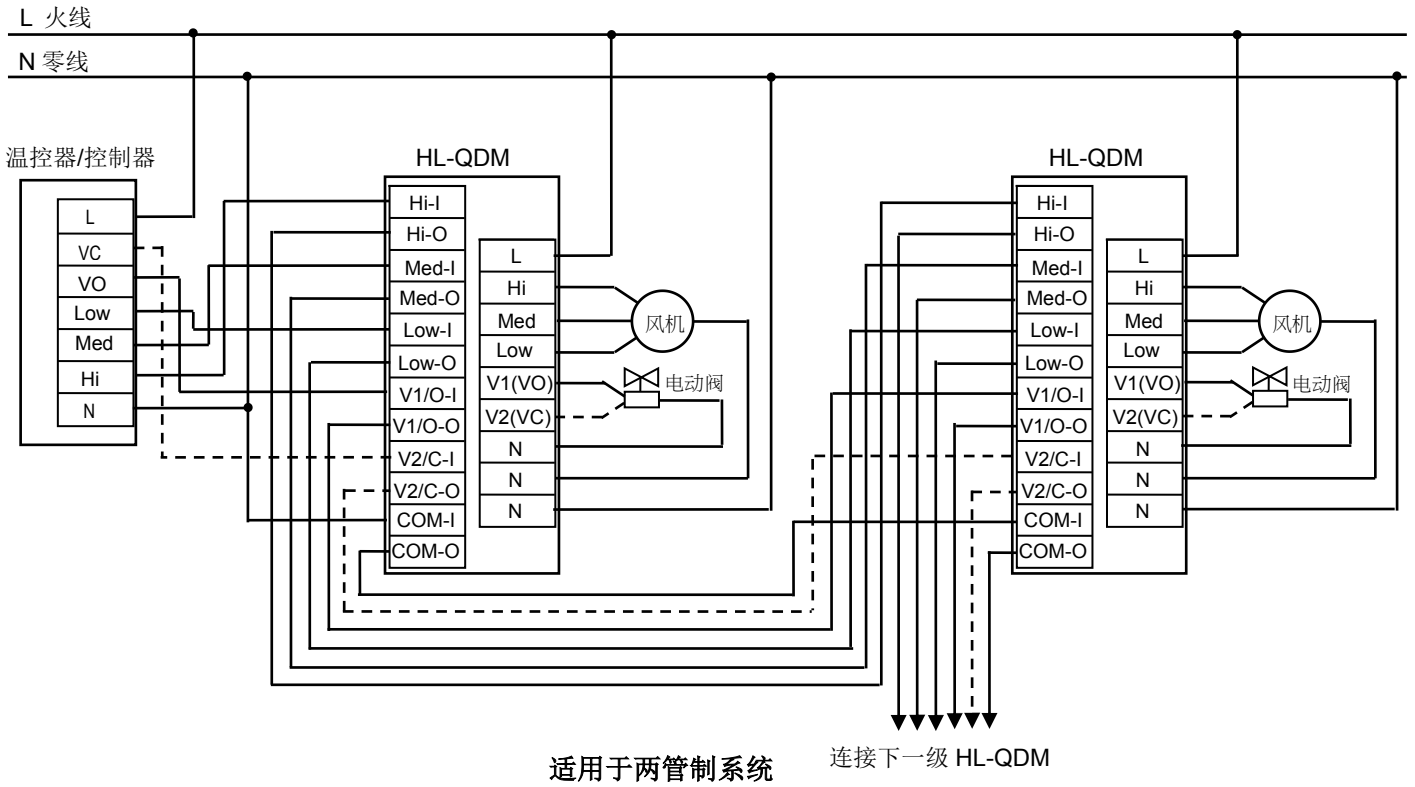 L 火线
N 零线
温控器/控制器
L
VC
VO
Low
Med
Hi
N
HL-QDM
Hi-I
Hi-O
Med-I
Med-O
Low-I
Low-O
V1/O-I
V1/O-O
V2/C-I
V2/C-O
COM-I
COM-O
L
Hi
Med
Low
V1(VO)
V2(VC)
N
N
N
风机
电动阀
HL-QDM
Hi-I
Hi-O
Med-I
Med-O
Low-I
Low-O
V1/O-I
V1/O-O
V2/C-I
V2/C-O
COM-I
COM-O
L
Hi
Med
Low
V1(VO)
V2(VC)
N
N
N
风机
电动阀
连接下一级 HL-QDM
适用于两管制系统